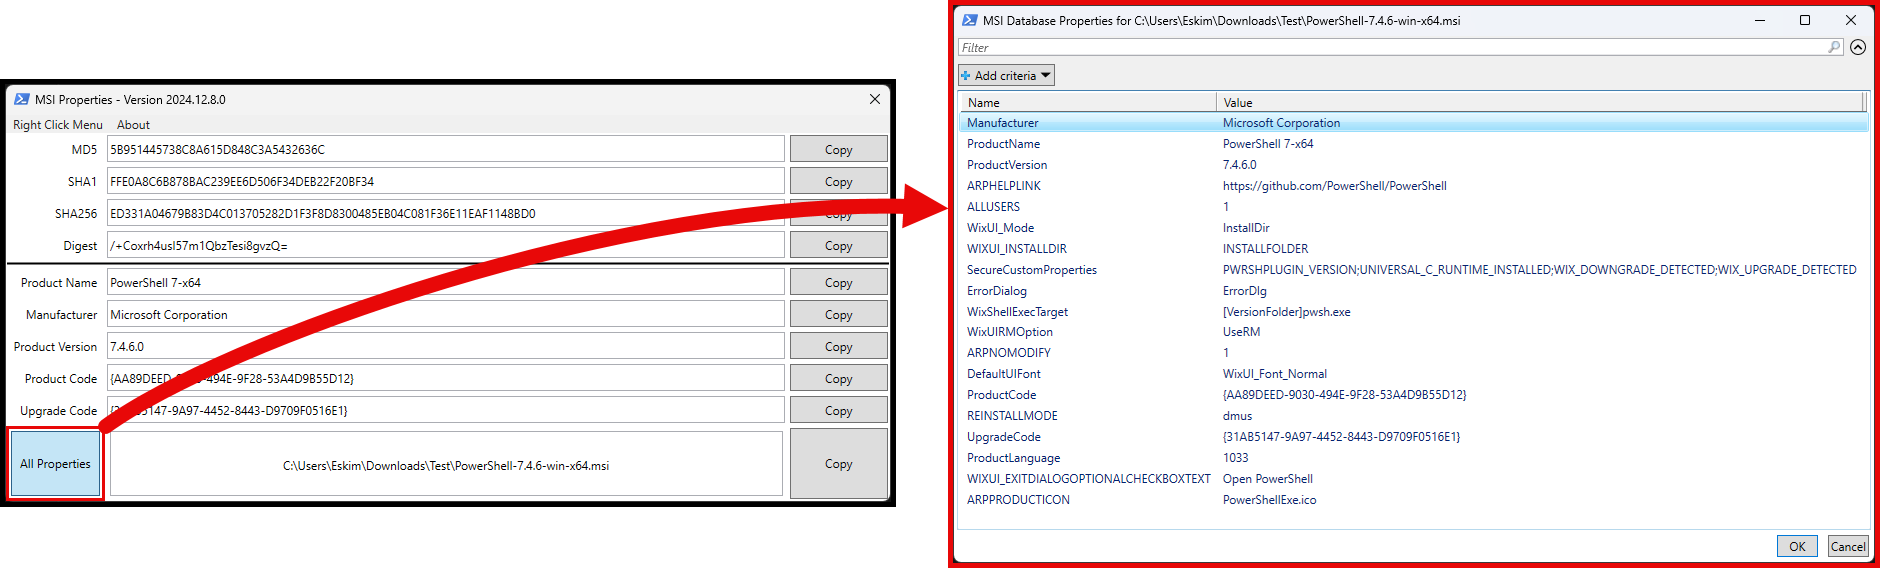 MSI Properties - Version 2024.12.8.0
Right Click Menu About
MD5 5B951445738C8A615D848C3A5432636C Copy
SHA1 FFE0A8C6B878BAC239EE6D506F34DEB22F20BF34 Copy
SHA256 ED331A04679B83D4C013705282D1F3F8D8300485EB04C081F36E11EAF1148BD0 Copy
Digest /+Coxrh4usl57m1QbzTesi8gvzQ= Copy
Product Name PowerShell 7-x64 Copy
Manufacturer Microsoft Corporation Copy
Product Version 7.4.6.0 Copy
Product Code {AA89DEED-9030-494E-9F28-53A4D9B55D12} Copy
Upgrade Code {31AB5147-9A97-4452-8443-D9709F0516E1} Copy
All Properties C:\Users\Eskim\Downloads\Test\PowerShell-7.4.6-win-x64.msi Copy
MSI Database Properties for C:\Users\Eskim\Downloads\Test\PowerShell-7.4.6-win-x64.msi
Filter
Add criteria
Name Value
Manufacturer Microsoft Corporation
ProductName PowerShell 7-x64
ProductVersion 7.4.6.0
ARPHELPLINK https://github.com/PowerShell/PowerShell
ALLUSERS 1
WixUI_Mode InstallDir
WIXUI_INSTALLDIR INSTALLFOLDER
SecureCustomProperties PWRSHPLUGIN_VERSION;UNIVERSAL_C_RUNTIME_INSTALLED;WIX_DOWNGRADE_DETECTED;WIX_UPGRADE_DETECTED
ErrorDialog ErrorDlg
WixShellExecTarget [VersionFolder]pwsh.exe
WixUIRMOption UseRM
ARPNOMODIFY 1
DefaultUIFont WixUI_Font_Normal
ProductCode {AA89DEED-9030-494E-9F28-53A4D9B55D12}
REINSTALLMODE dmus
UpgradeCode {31AB5147-9A97-4452-8443-D9709F0516E1}
ProductLanguage 1033
WIXUI_EXITDIALOGOPTIONALCHECKBOXTEXT Open PowerShell
ARPPRODUCTICON PowerShellExe.ico
OK Cancel